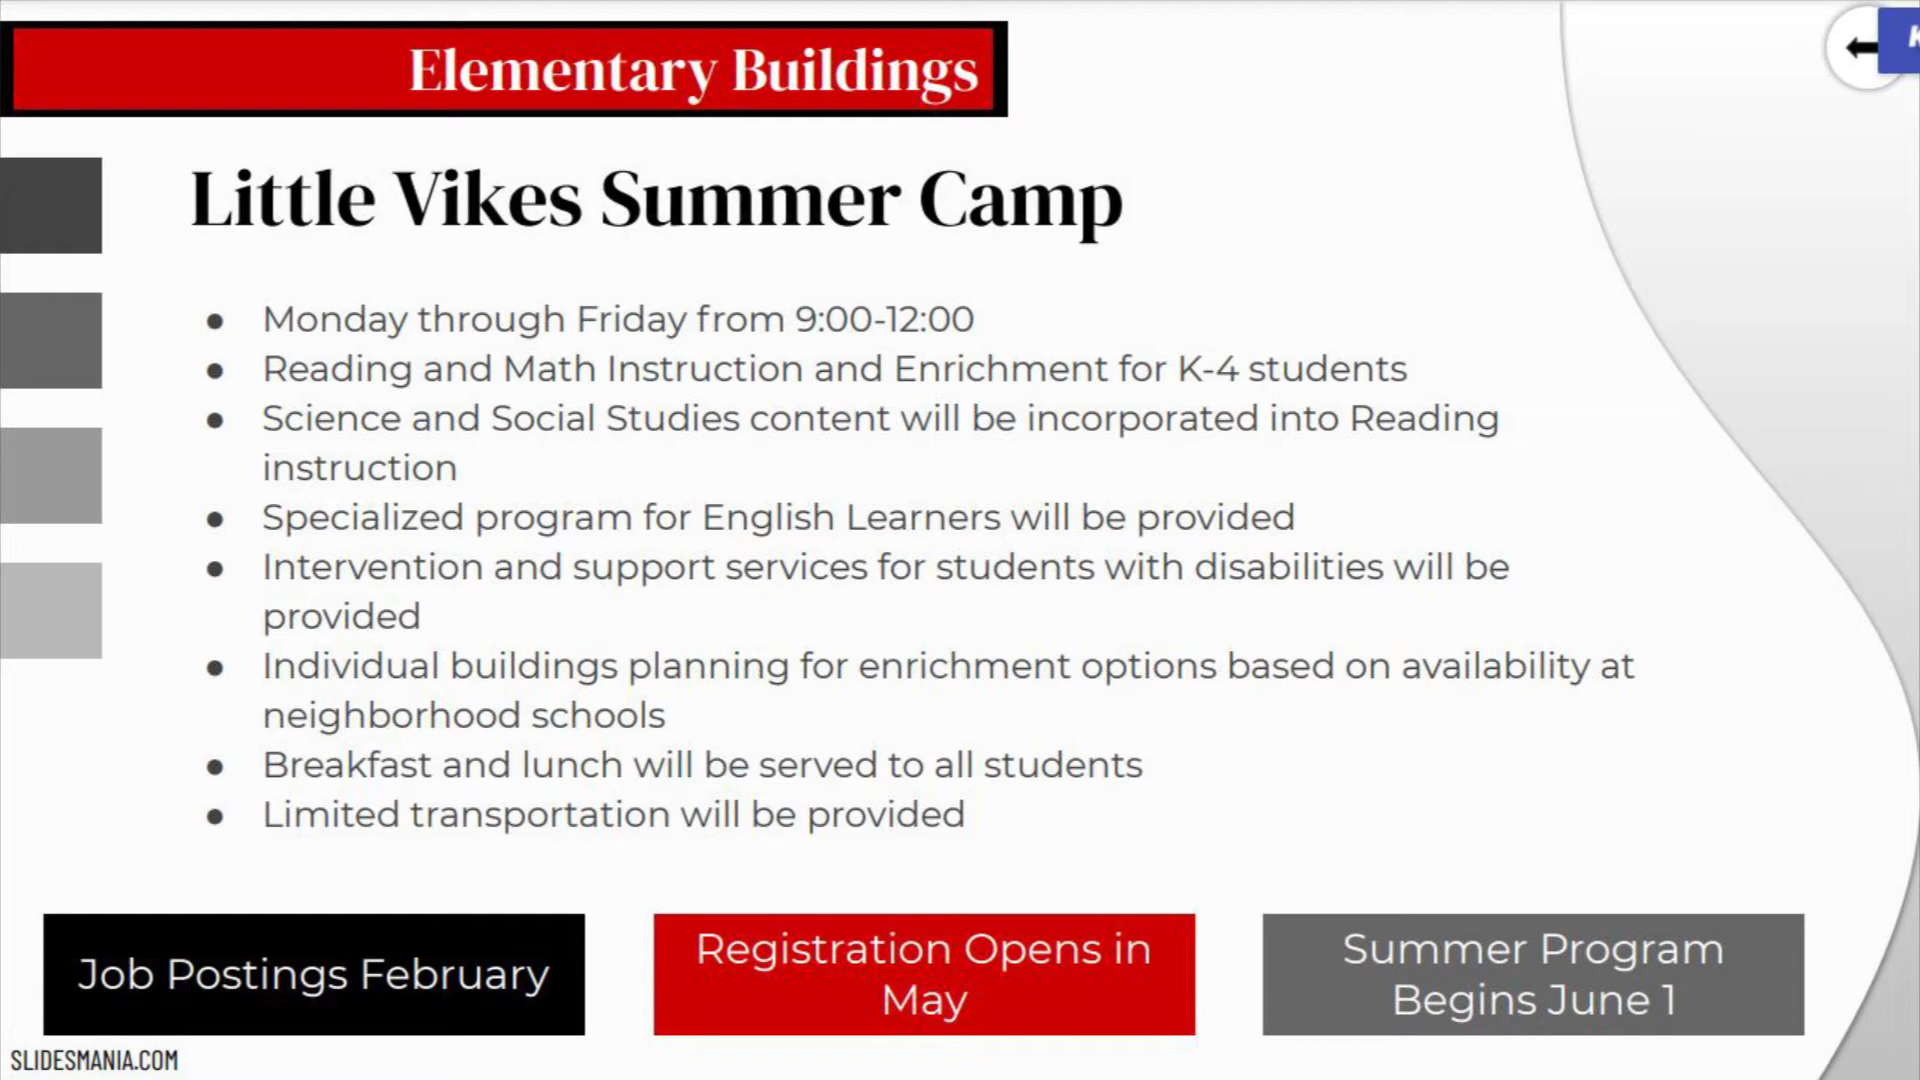 Elementary Buildings
K
Little Vikes Summer Camp
● Monday through Friday from 9:00-12:00
● Reading and Math Instruction and Enrichment for K-4 students
● Science and Social Studies content will be incorporated into Reading
instruction
● Specialized program for English Learners will be provided
● Intervention and support services for students with disabilities will be
provided
● Individual buildings planning for enrichment options based on availability at
neighborhood schools
● Breakfast and lunch will be served to all students
● Limited transportation will be provided
Job Postings February
Registration Opens in
May
Summer Program
Begins June 1
SLIDESMANIA.COM